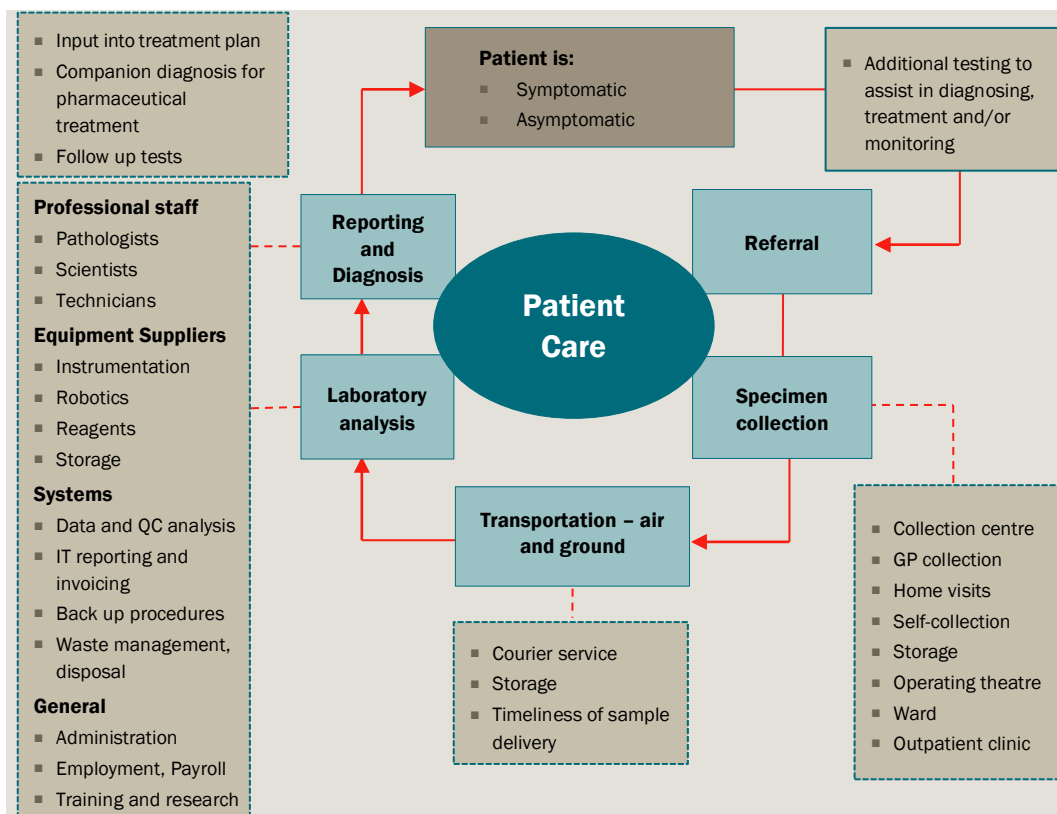 Input into treatment plan
Companion diagnosis for
pharmaceutical
treatment
Follow up tests
Patient is:
Symptomatic
Asymptomatic
Additional testing to
assist in diagnosing,
treatment and/or
monitoring
Professional staff
Pathologists
Scientists
Technicians
Equipment Suppliers
Instrumentation
Robotics
Reagents
Storage
Systems
Data and QC analysis
IT reporting and
invoicing
Back up procedures
Waste management,
disposal
General
Administration
Employment, Payroll
Training and research
Reporting
and
Diagnosis
Referral
Patient
Care
Laboratory
analysis
Specimen
collection
Transportation – air
and ground
Courier service
Storage
Timeliness of sample
delivery
Collection centre
GP collection
Home visits
Self-collection
Storage
Operating theatre
Ward
Outpatient clinic